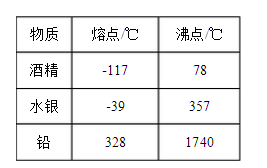 物质 熔点/℃ 沸点/℃
酒精 -117 78
水银 -39 357
铅 328 1740